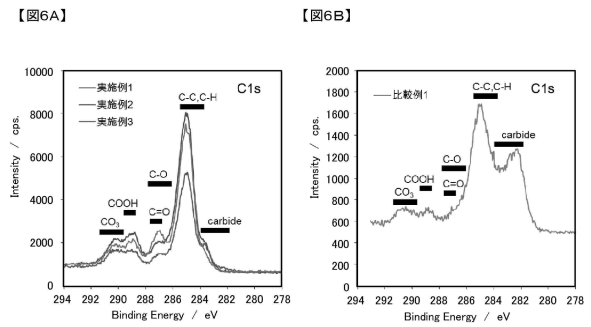 【図6A】
10000
8000
6000
4000
2000
0
Intensity / cps.
実施例1
実施例2
実施例3
C-C,C-H
C1s
C-O
COOH
C=O
CO3
carbide
294 292 290 288 286 284 282 280 278
Binding Energy / eV
【図6B】
2000
1800
1600
1400
1200
1000
800
600
400
200
0
Intensity / cps.
比較例1
C-C,C-H
C1s
carbide
C-O
COOH
C=O
CO3
294 292 290 288 286 284 282 280 278
Binding Energy / eV